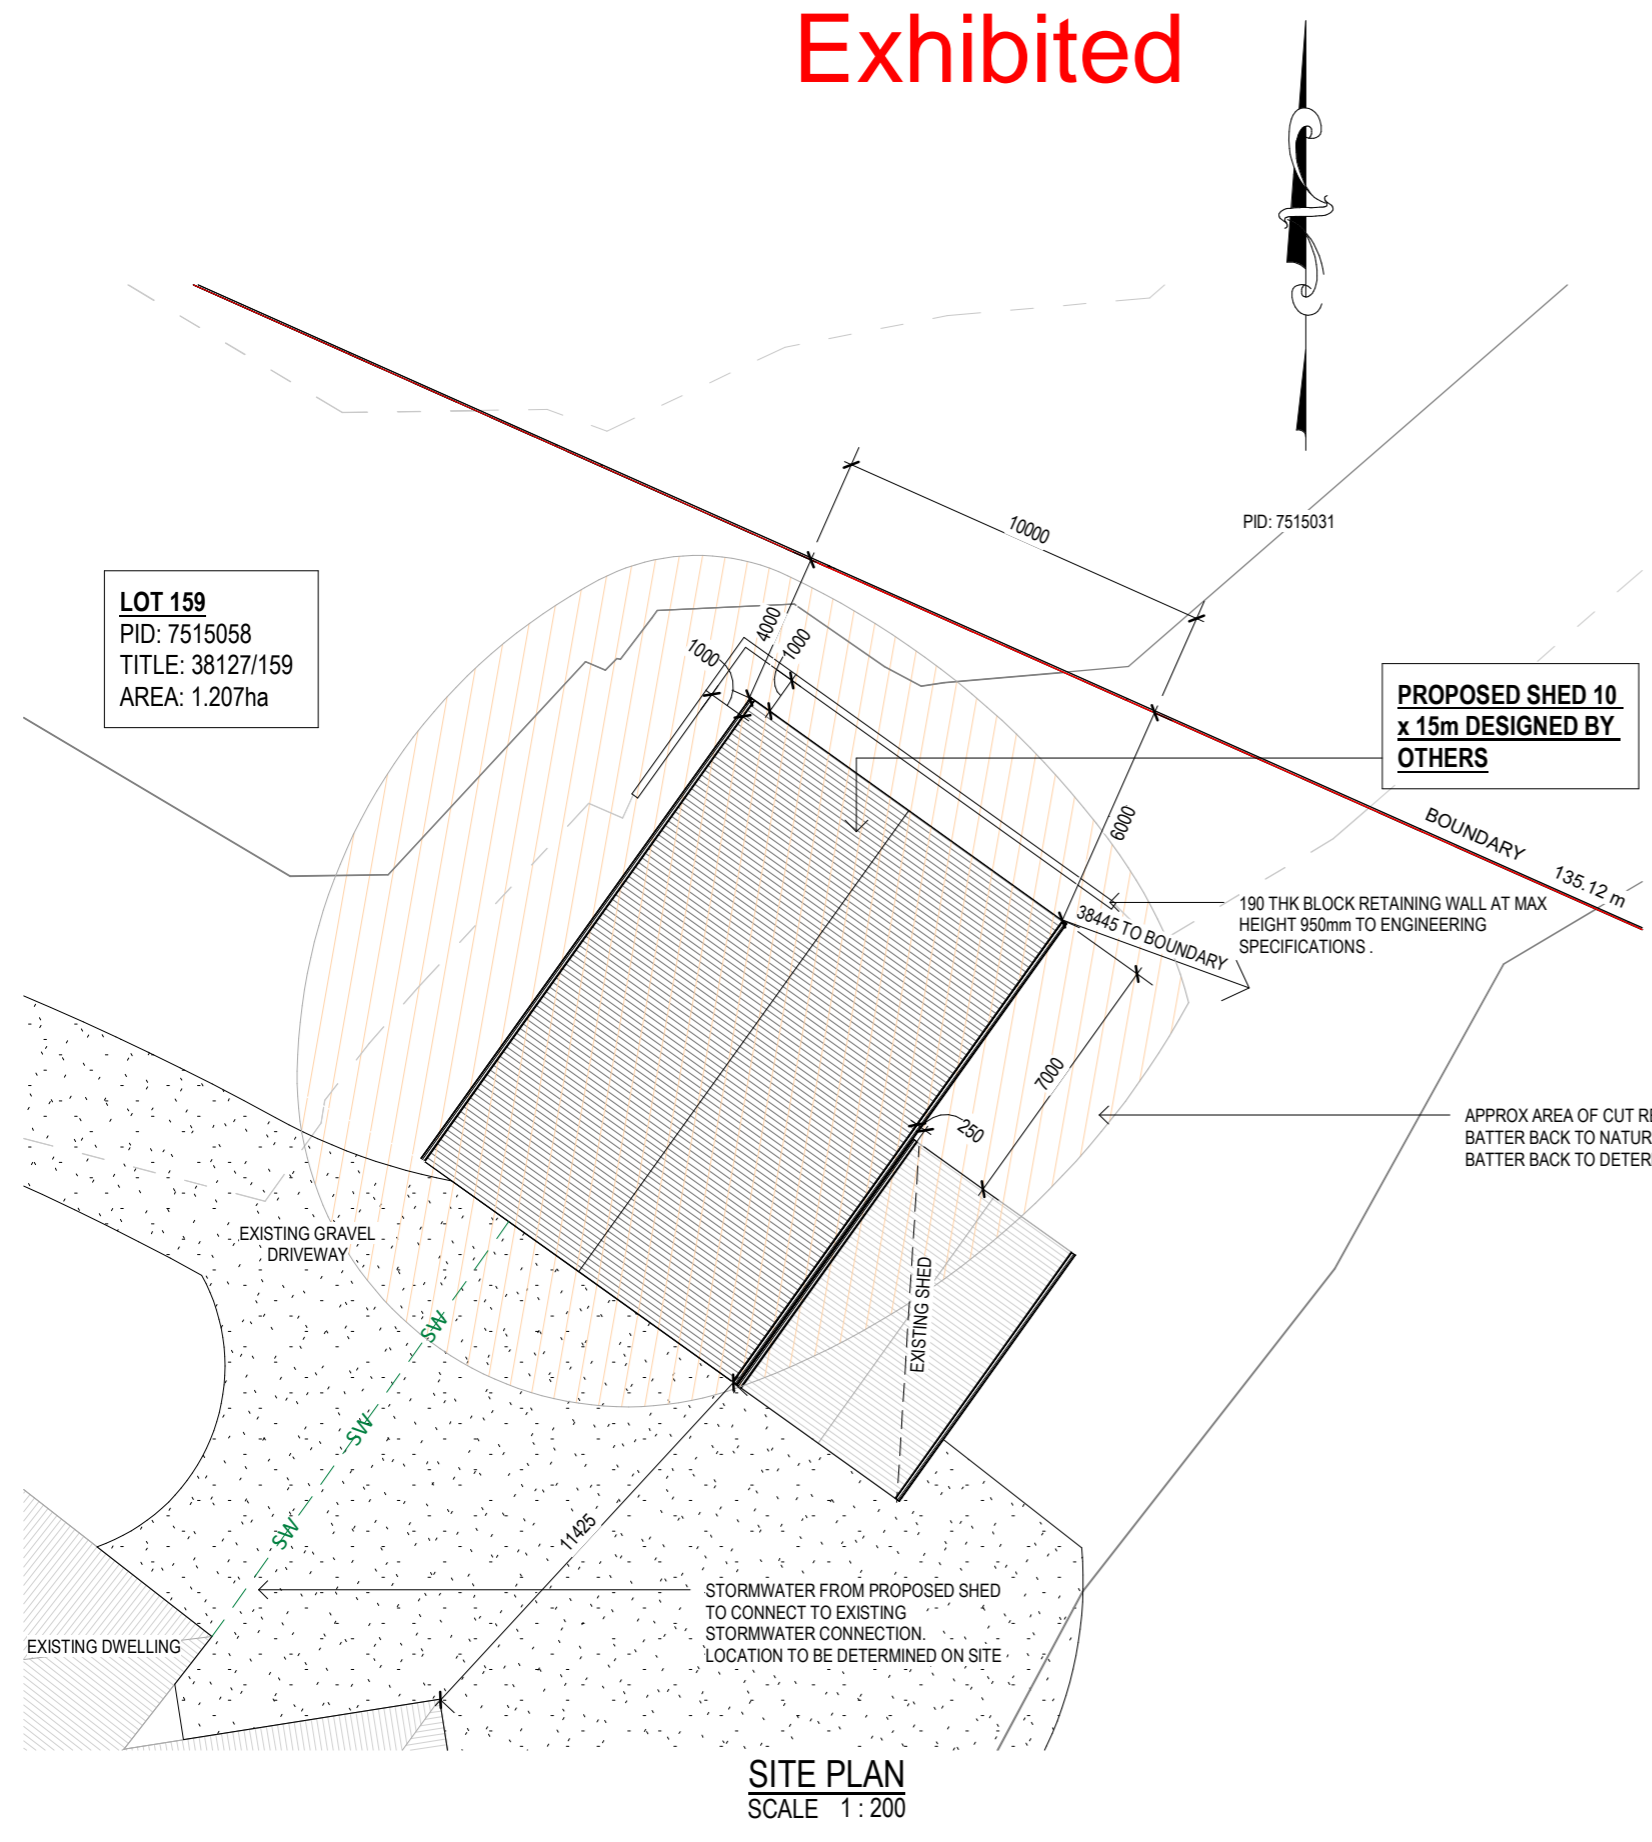 Exhibited
10000
PID: 7515031
LOT 159
PID: 7515058
TITLE: 38127/159
AREA: 1.207ha
4000
1000
1000
PROPOSED SHED 10
x 15m DESIGNED BY
OTHERS
6000
BOUNDARY
135.12 m
190 THK BLOCK RETAINING WALL AT MAX
HEIGHT 950mm TO ENGINEERING
SPECIFICATIONS .
38445 TO BOUNDARY
7000
250
APPROX AREA OF CUT
BATTER BACK TO
BATTER BACK TO
EXISTING GRAVEL
DRIVEWAY
EXISTING SHED
SW
SW
SW
11425
STORMWATER FROM PROPOSED SHED
TO CONNECT TO EXISTING
STORMWATER CONNECTION.
LOCATION TO BE DETERMINED ON SITE
EXISTING DWELLING
SITE PLAN
SCALE 1 : 200